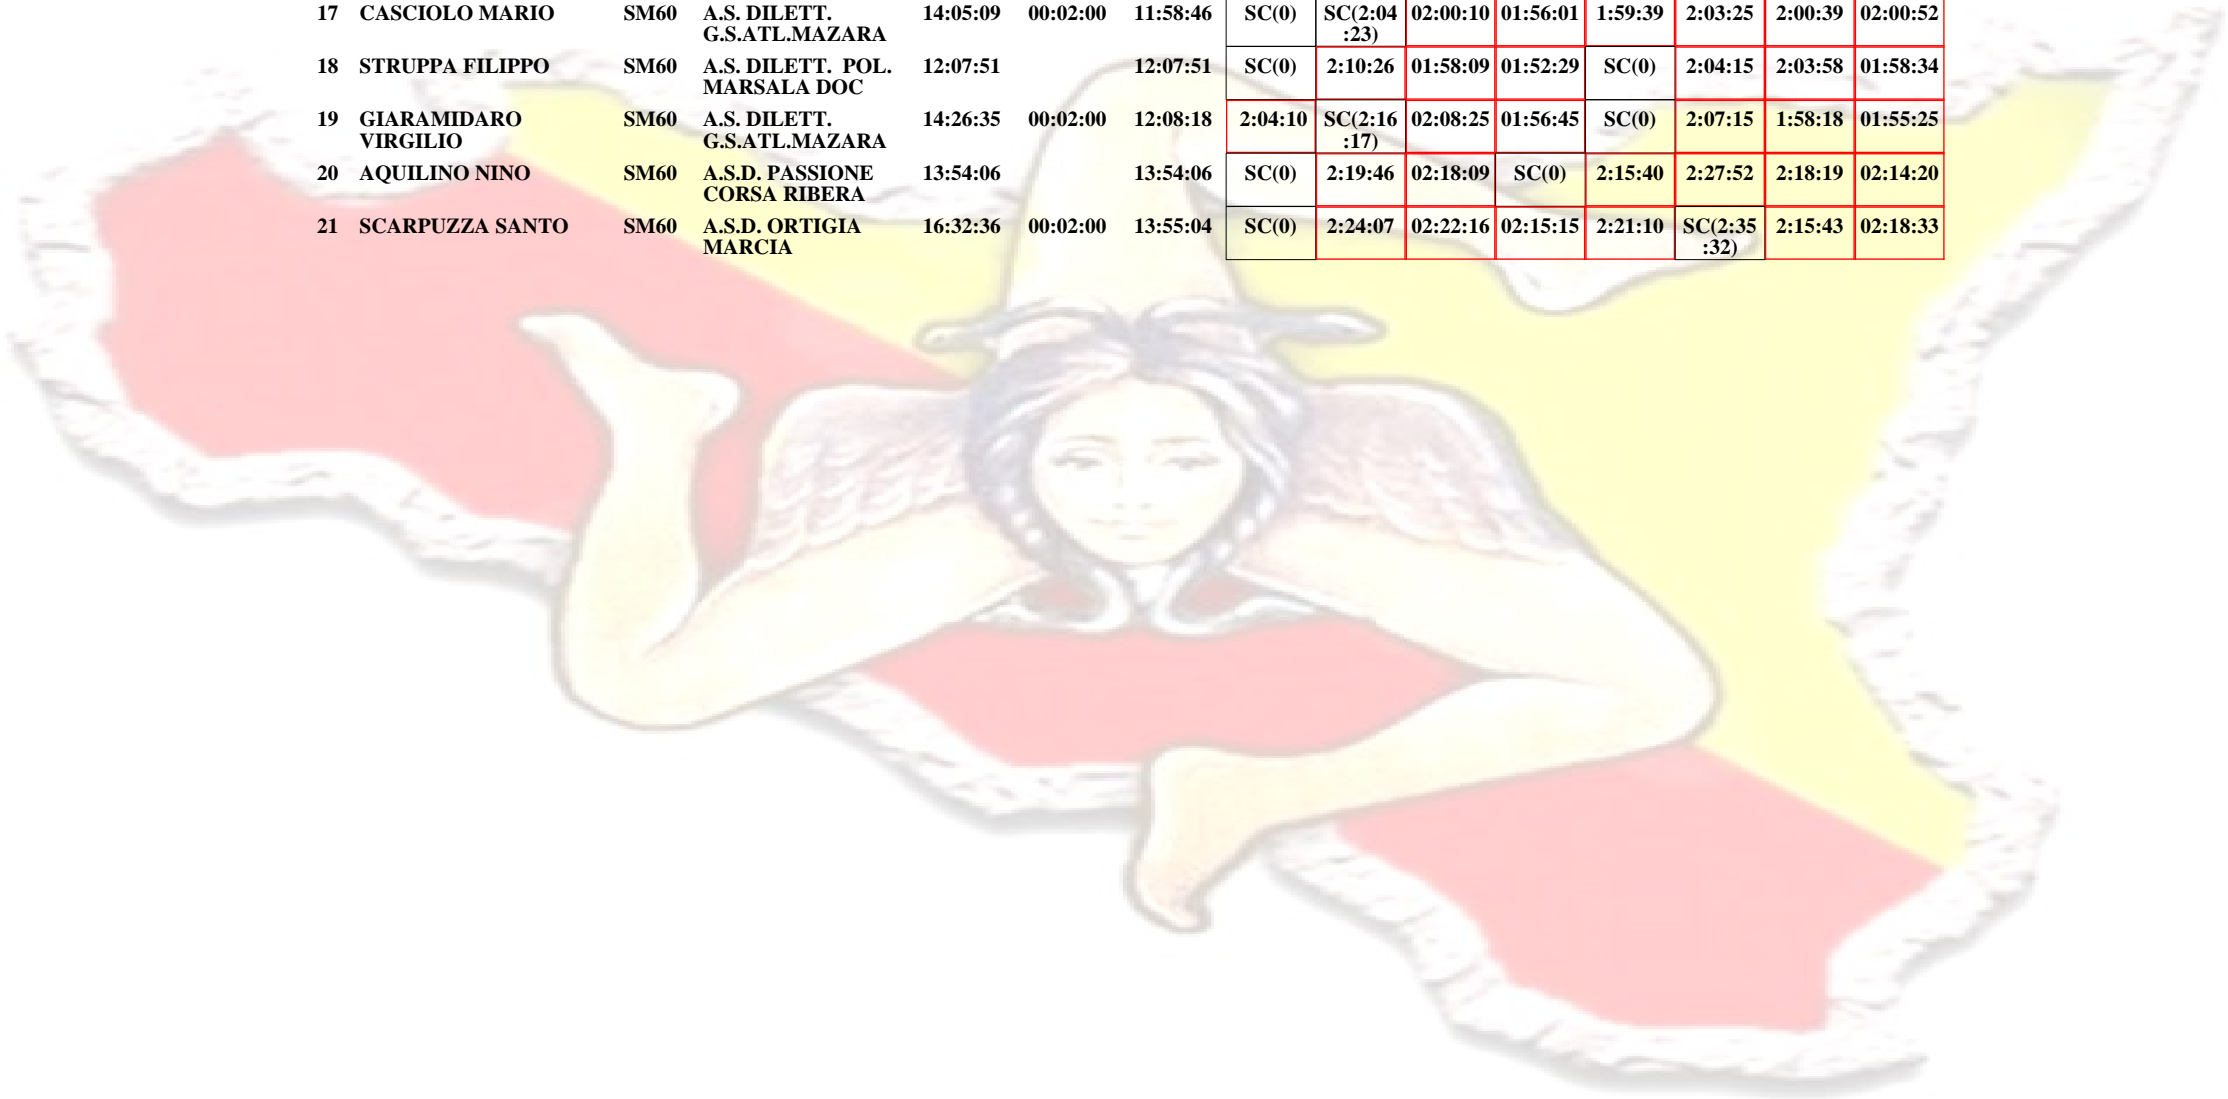 17 CASCIOLO MARIO SM60 A.S. DILETT. 14:05:09 00:02:00 11:58:46 SC(0) SC(2:04 02:00:10 01:56:01 1:59:39 2:03:25 2:00:39 02:00:52
G.S.ATL.MAZARA :23)
18 STRUPPA FILIPPO SM60 A.S. DILETT. POL. 12:07:51 12:07:51 SC(0) 2:10:26 01:58:09 01:52:29 SC(0) 2:04:15 2:03:58 01:58:34
MARSALA DOC
19 GIARAMIDARO SM60 A.S. DILETT. 14:26:35 00:02:00 12:08:18 2:04:10 SC(2:16 02:08:25 01:56:45 SC(0) 2:07:15 1:58:18 01:55:25
VIRGILIO G.S.ATL.MAZARA :17)
20 AQUILINO NINO SM60 A.S.D. PASSIONE 13:54:06 13:54:06 SC(0) 2:19:46 02:18:09 SC(0) 2:15:40 2:27:52 2:18:19 02:14:20
CORSA RIBERA
21 SCARPUZZA SANTO SM60 A.S.D. ORTIGIA 16:32:36 00:02:00 13:55:04 SC(0) 2:24:07 02:22:16 02:15:15 2:21:10 SC(2:35 2:15:43 02:18:33
MARCIA :32)